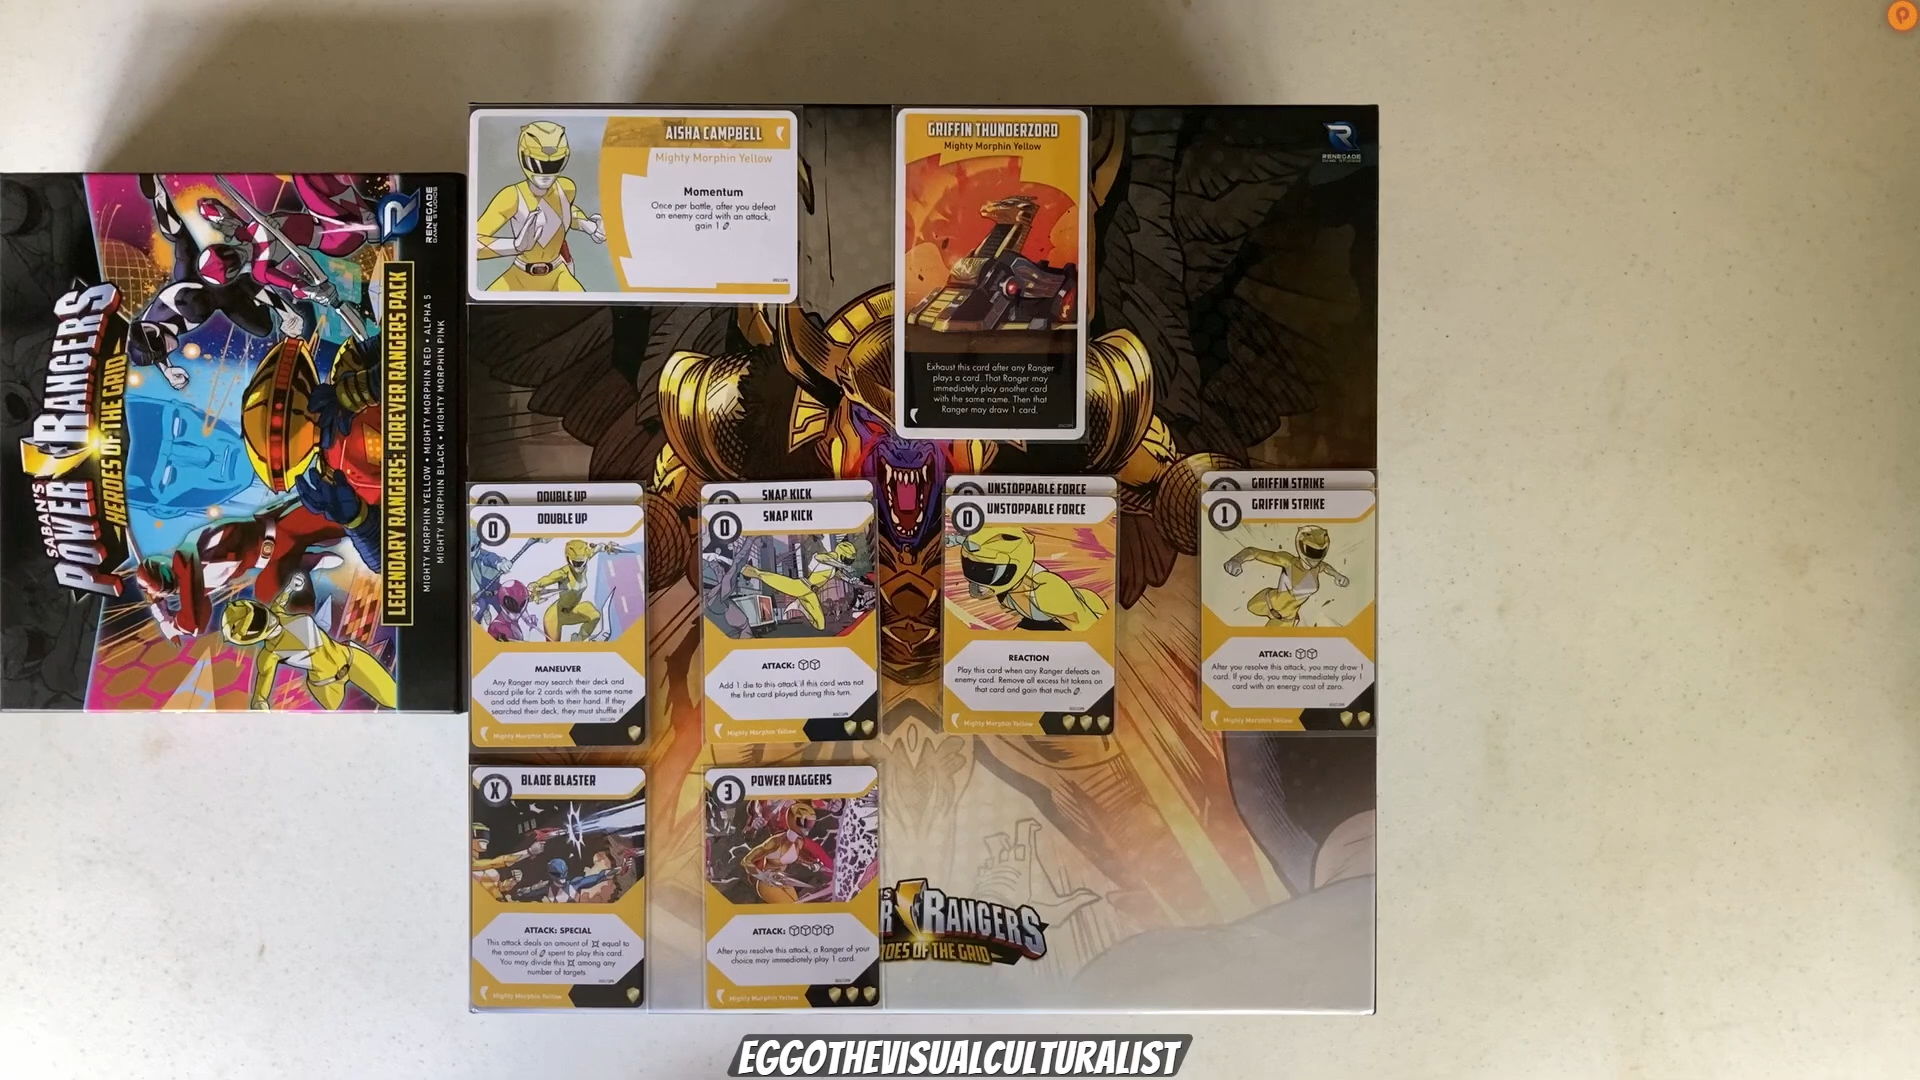 SABAN'S
POWER RANGERS
HEROES OF THE GRID
LEGENDARY RANGERS: FOREVER RANGERS PACK
MIGHTY MORPHIN YELLOW • MIGHTY MORPHIN RED • ALPHA 5
MIGHTY MORPHIN BLACK • MIGHTY MORPHIN PINK
RENEGADE
GAME STUDIOS
AISHA CAMPBELL
Mighty Morphin Yellow
Momentum
Once per battle, after you defeat
an enemy card with an attack,
gain 1
GRIFFIN THUNDERZORD
Mighty Morphin Yellow
Exhaust this card after any Ranger
plays a card. That Ranger may
immediately play another card
with the same name. Then that
Ranger may draw 1 card.
RENEGADE
GAME STUDIOS
DOUBLE UP
0
DOUBLE UP
MANEUVER
Any Ranger may search their deck and
discard pile for 2 cards with the same name
and add them both to their hand. If they
searched their deck, they must shuffle it.
Mighty Morphin Yellow
SNAP KICK
0
SNAP KICK
ATTACK:
Add 1 die to this attack if this card was not
the first card played during this turn.
Mighty Morphin Yellow
UNSTOPPABLE FORCE
0
UNSTOPPABLE FORCE
REACTION
Play this card when any Ranger defeats an
enemy card. Remove all excess hit tokens on
that card and gain that much
Mighty Morphin Yellow
GRIFFIN STRIKE
1
GRIFFIN STRIKE
ATTACK:
After you resolve this attack, you may draw 1
card. If you do, you may immediately play 1
card with an energy cost of zero.
Mighty Morphin Yellow
X
BLADE BLASTER
ATTACK: SPECIAL
This attack deals an amount of equal to
the amount of spent to play this card.
You may divide this among any
number of targets
Mighty Morphin Yellow
3
POWER DAGGERS
ATTACK:
After you resolve this attack, a Ranger of your
choice may immediately play 1 card.
Mighty Morphin Yellow
RANGERS
OF THE GRID
EGGOTHEVISUALCULTURALIST